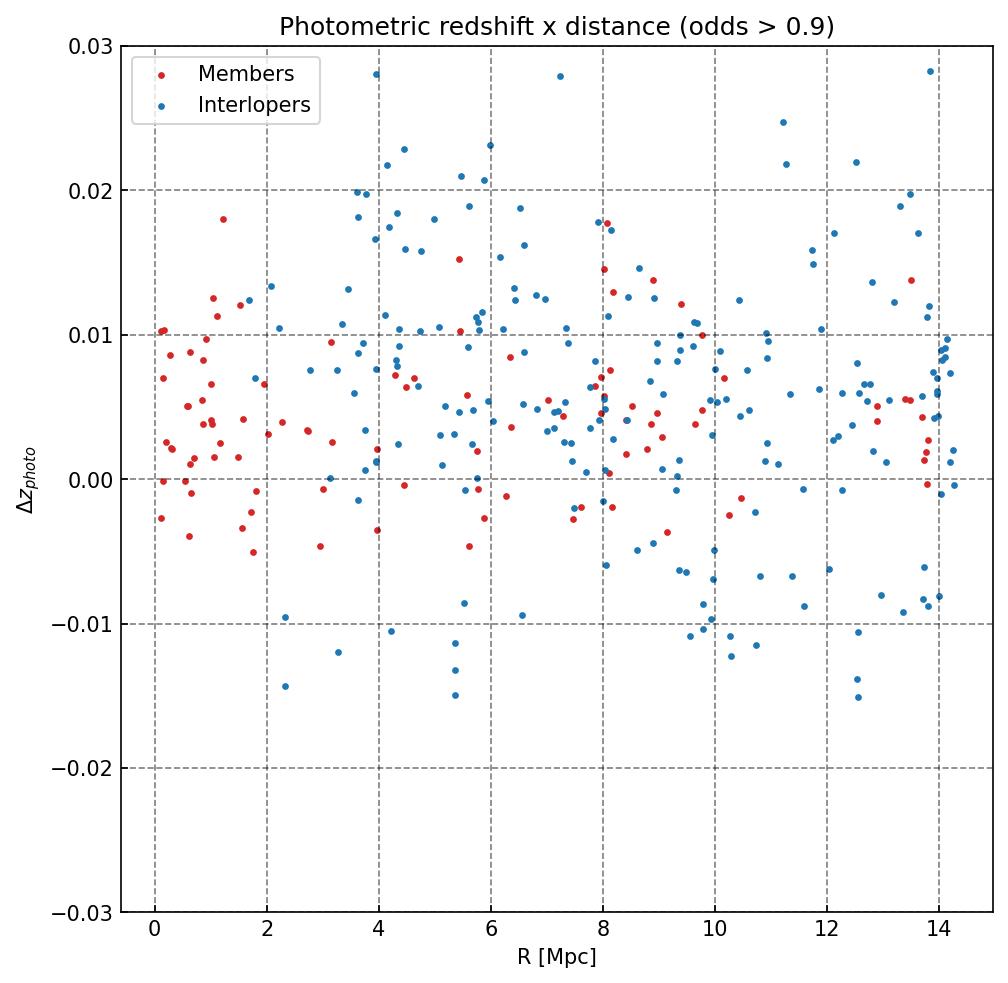 Photometric redshift x distance (odds > 0.9)
Members
Interlopers
0.03
0.02
0.01
0.00
−0.01
−0.02
−0.03
Δz_photo
0 2 4 6 8 10 12 14
R [Mpc]